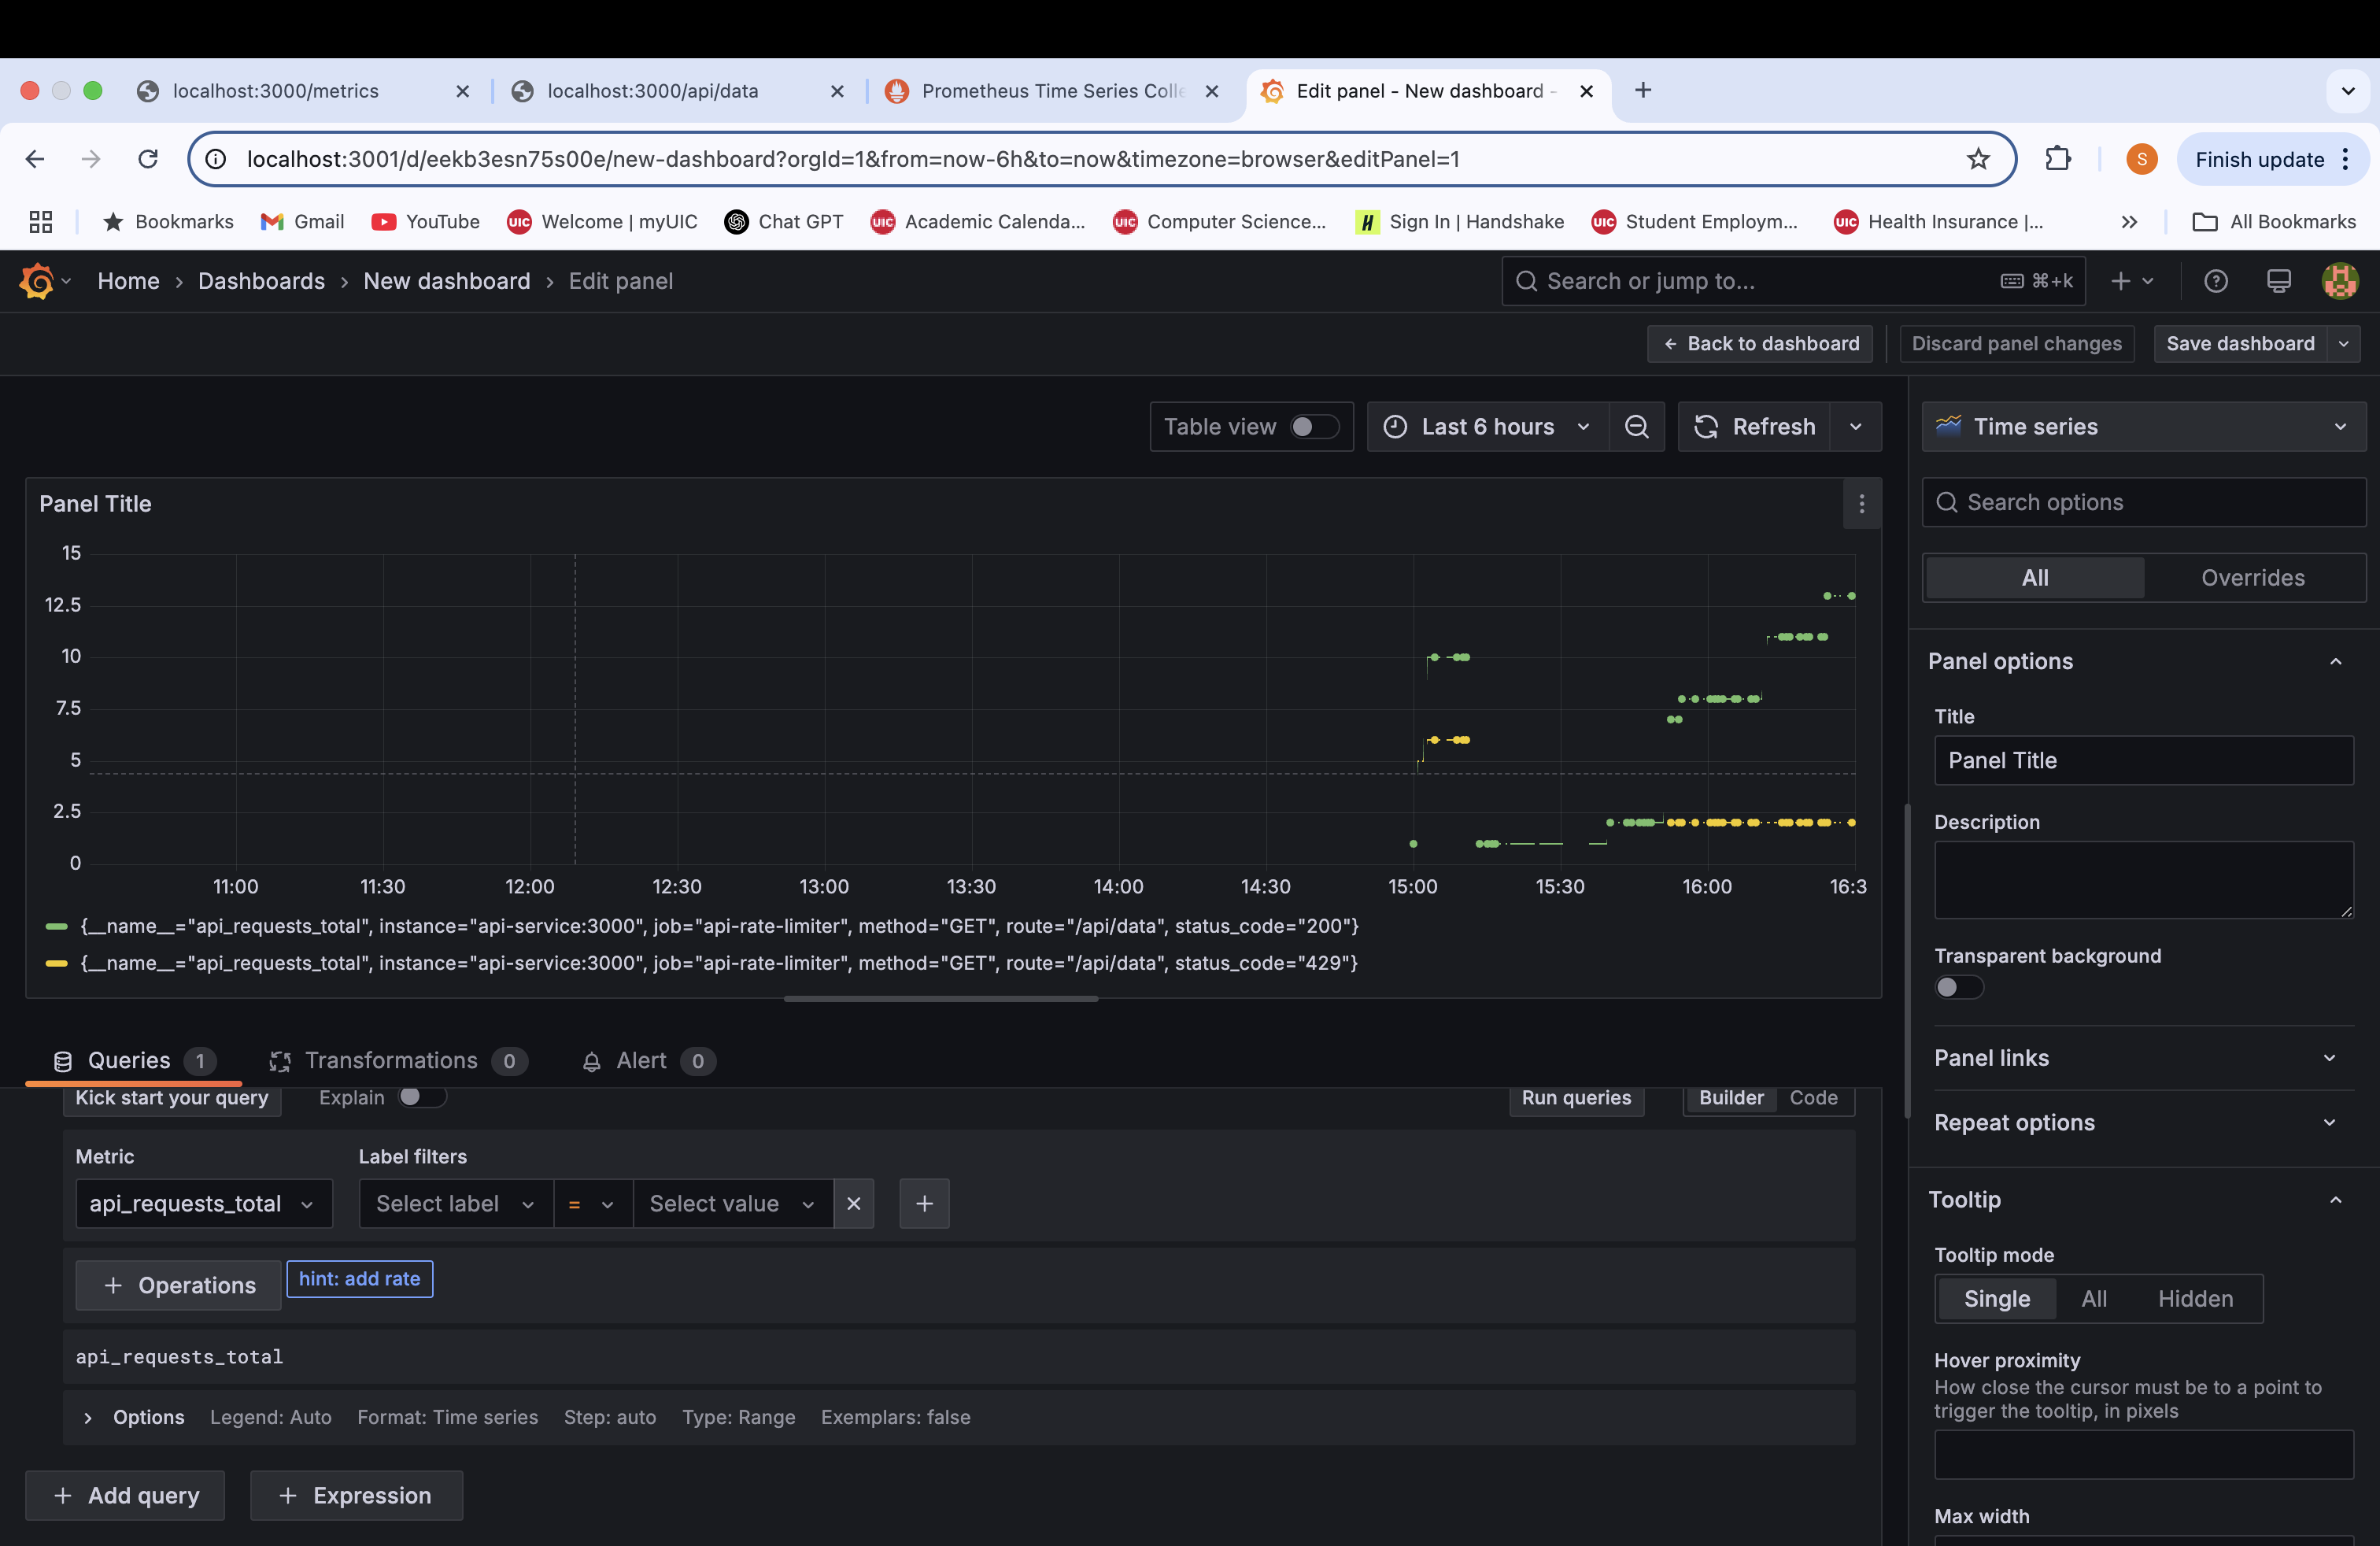 localhost:3000/metrics
localhost:3000/api/data
Prometheus Time Series Colle
Edit panel - New dashboard -
localhost:3001/d/eekb3esn75s00e/new-dashboard?orgId=1&from=now-6h&to=now&timezone=browser&editPanel=1
S
Finish update
Bookmarks
Gmail
YouTube
UIC Welcome | myUIC
Chat GPT
UIC Academic Calenda...
UIC Computer Science...
H Sign In | Handshake
UIC Student Employm...
UIC Health Insurance |...
All Bookmarks
Home › Dashboards › New dashboard › Edit panel
Search or jump to...
⌘+k
Back to dashboard
Discard panel changes
Save dashboard
Table view
Last 6 hours
Refresh
Time series
Panel Title
Search options
All
Overrides
15
12.5
10
7.5
5
2.5
0
11:00
11:30
12:00
12:30
13:00
13:30
14:00
14:30
15:00
15:30
16:00
16:3
{__name__="api_requests_total", instance="api-service:3000", job="api-rate-limiter", method="GET", route="/api/data", status_code="200"}
{__name__="api_requests_total", instance="api-service:3000", job="api-rate-limiter", method="GET", route="/api/data", status_code="429"}
Panel options
Title
Panel Title
Description
Transparent background
Panel links
Repeat options
Tooltip
Tooltip mode
Single
All
Hidden
Hover proximity
How close the cursor must be to a point to
trigger the tooltip, in pixels
Max width
Queries 1
Transformations 0
Alert 0
Kick start your query
Explain
Run queries
Builder
Code
Metric
Label filters
api_requests_total
Select label
=
Select value
+ Operations
hint: add rate
api_requests_total
Options
Legend: Auto
Format: Time series
Step: auto
Type: Range
Exemplars: false
+ Add query
+ Expression